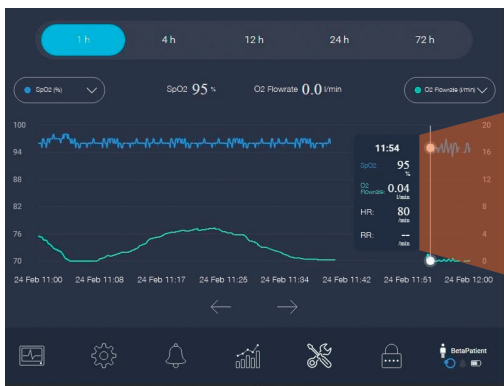 1 h 4 h 12 h 24 h 72 h
SpO2 (%) SpO2 95 % O2 Flowrate 0.0 l/min O2 Flowrate (l/min)
100 20
94 16
88 12
82 8
76 4
70 0
11:54
SpO2: 95 %
O2 Flowrate: 0.04 l/min
HR: 80 /min
RR: -- /min
24 Feb 11:00 24 Feb 11:08 24 Feb 11:17 24 Feb 11:25 24 Feb 11:34 24 Feb 11:42 24 Feb 11:51 24 Feb 12:00
BetaPatient